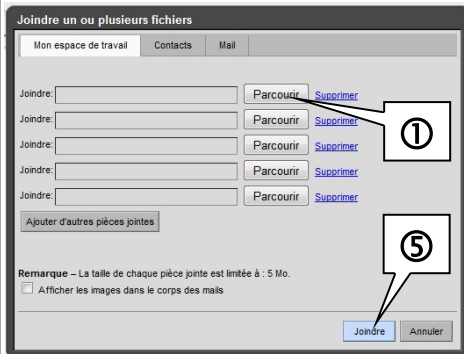 Joindre un ou plusieurs fichiers
Mon espace de travail Contacts Mail
Joindre: Parcourir Supprimer
Joindre: Parcourir Supprimer
Joindre: Parcourir Supprimer
Joindre: Parcourir Supprimer
Joindre: Parcourir Supprimer
①
Ajouter d'autres pièces jointes
⑤
Remarque – La taille de chaque pièce jointe est limitée à : 5 Mo.
Afficher les images dans le corps des mails
Joindre Annuler